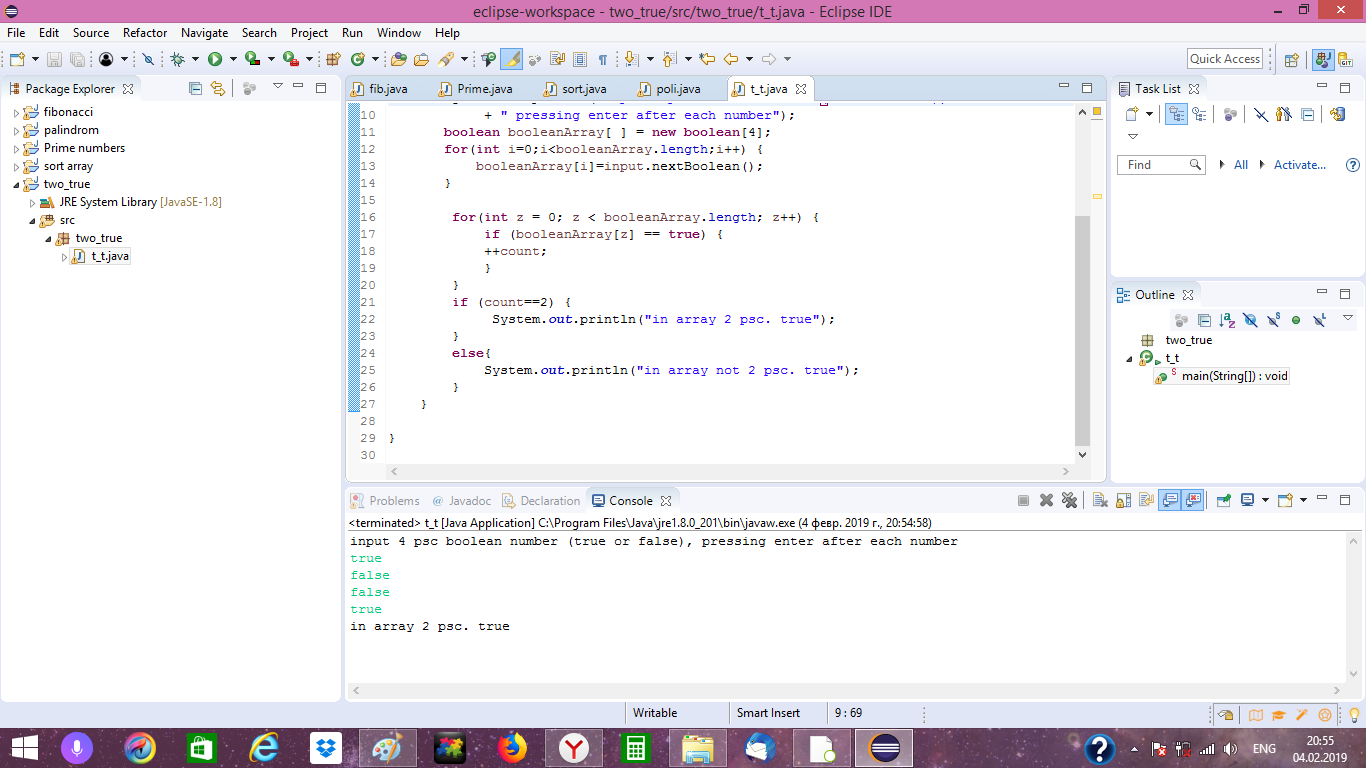 eclipse-workspace - two_true/src/two_true/t_t.java - Eclipse IDE
File Edit Source Refactor Navigate Search Project Run Window Help
Quick Access
Package Explorer
fibonacci
palindrom
Prime numbers
sort array
two_true
JRE System Library [JavaSE-1.8]
src
two_true
t_t.java
fib.java Prime.java sort.java poli.java t_t.java
10 + " pressing enter after each number");
11 boolean booleanArray[ ] = new boolean[4];
12 for(int i=0;i<booleanArray.length;i++) {
13 booleanArray[i]=input.nextBoolean();
14 }
15
16 for(int z = 0; z < booleanArray.length; z++) {
17 if (booleanArray[z] == true) {
18 ++count;
19 }
20 }
21 if (count==2) {
22 System.out.println("in array 2 psc. true");
23 }
24 else{
25 System.out.println("in array not 2 psc. true");
26 }
27 }
28
29 }
30
Task List
Find All Activate...
Outline
two_true
t_t
main(String[]) : void
Problems @ Javadoc Declaration Console
<terminated> t_t [Java Application] C:\Program Files\Java\jre1.8.0_201\bin\javaw.exe (4 февр. 2019 г., 20:54:58)
input 4 psc boolean number (true or false), pressing enter after each number
true
false
false
true
in array 2 psc. true
Writable Smart Insert 9 : 69
ENG
20:55
04.02.2019